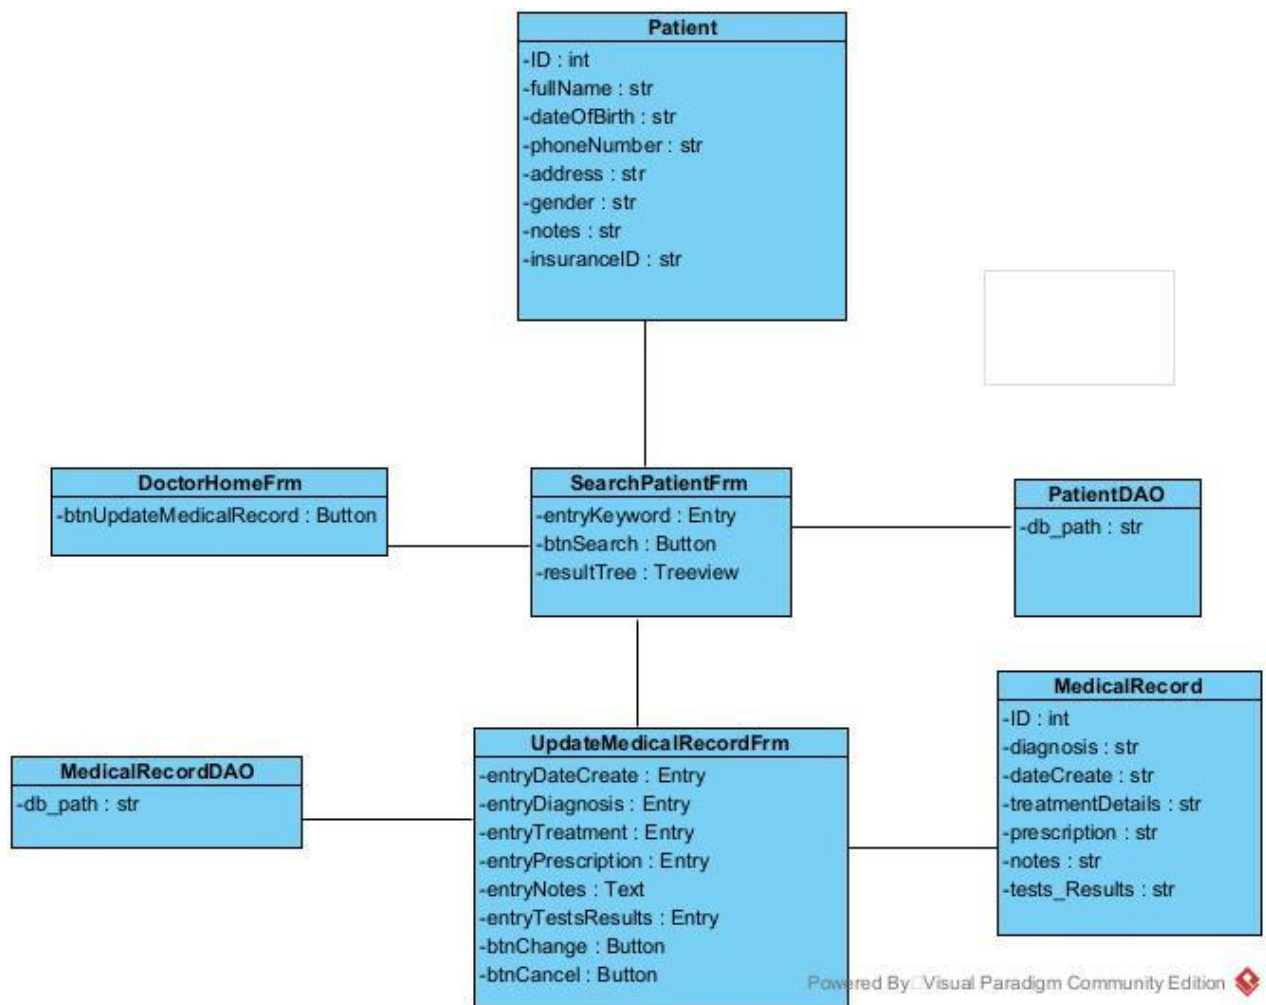 Patient
-ID : int
-fullName : str
-dateOfBirth : str
-phoneNumber : str
-address : str
-gender : str
-notes : str
-insuranceID : str
DoctorHomeFrm
-btnUpdateMedicalRecord : Button
SearchPatientFrm
-entryKeyword : Entry
-btnSearch : Button
-resultTree : Treeview
PatientDAO
-db_path : str
MedicalRecordDAO
-db_path : str
UpdateMedicalRecordFrm
-entryDateCreate : Entry
-entryDiagnosis : Entry
-entryTreatment : Entry
-entryPrescription : Entry
-entryNotes : Text
-entryTestsResults : Entry
-btnChange : Button
-btnCancel : Button
MedicalRecord
-ID : int
-diagnosis : str
-dateCreate : str
-treatmentDetails : str
-prescription : str
-notes : str
-tests_Results : str
Powered By Visual Paradigm Community Edition